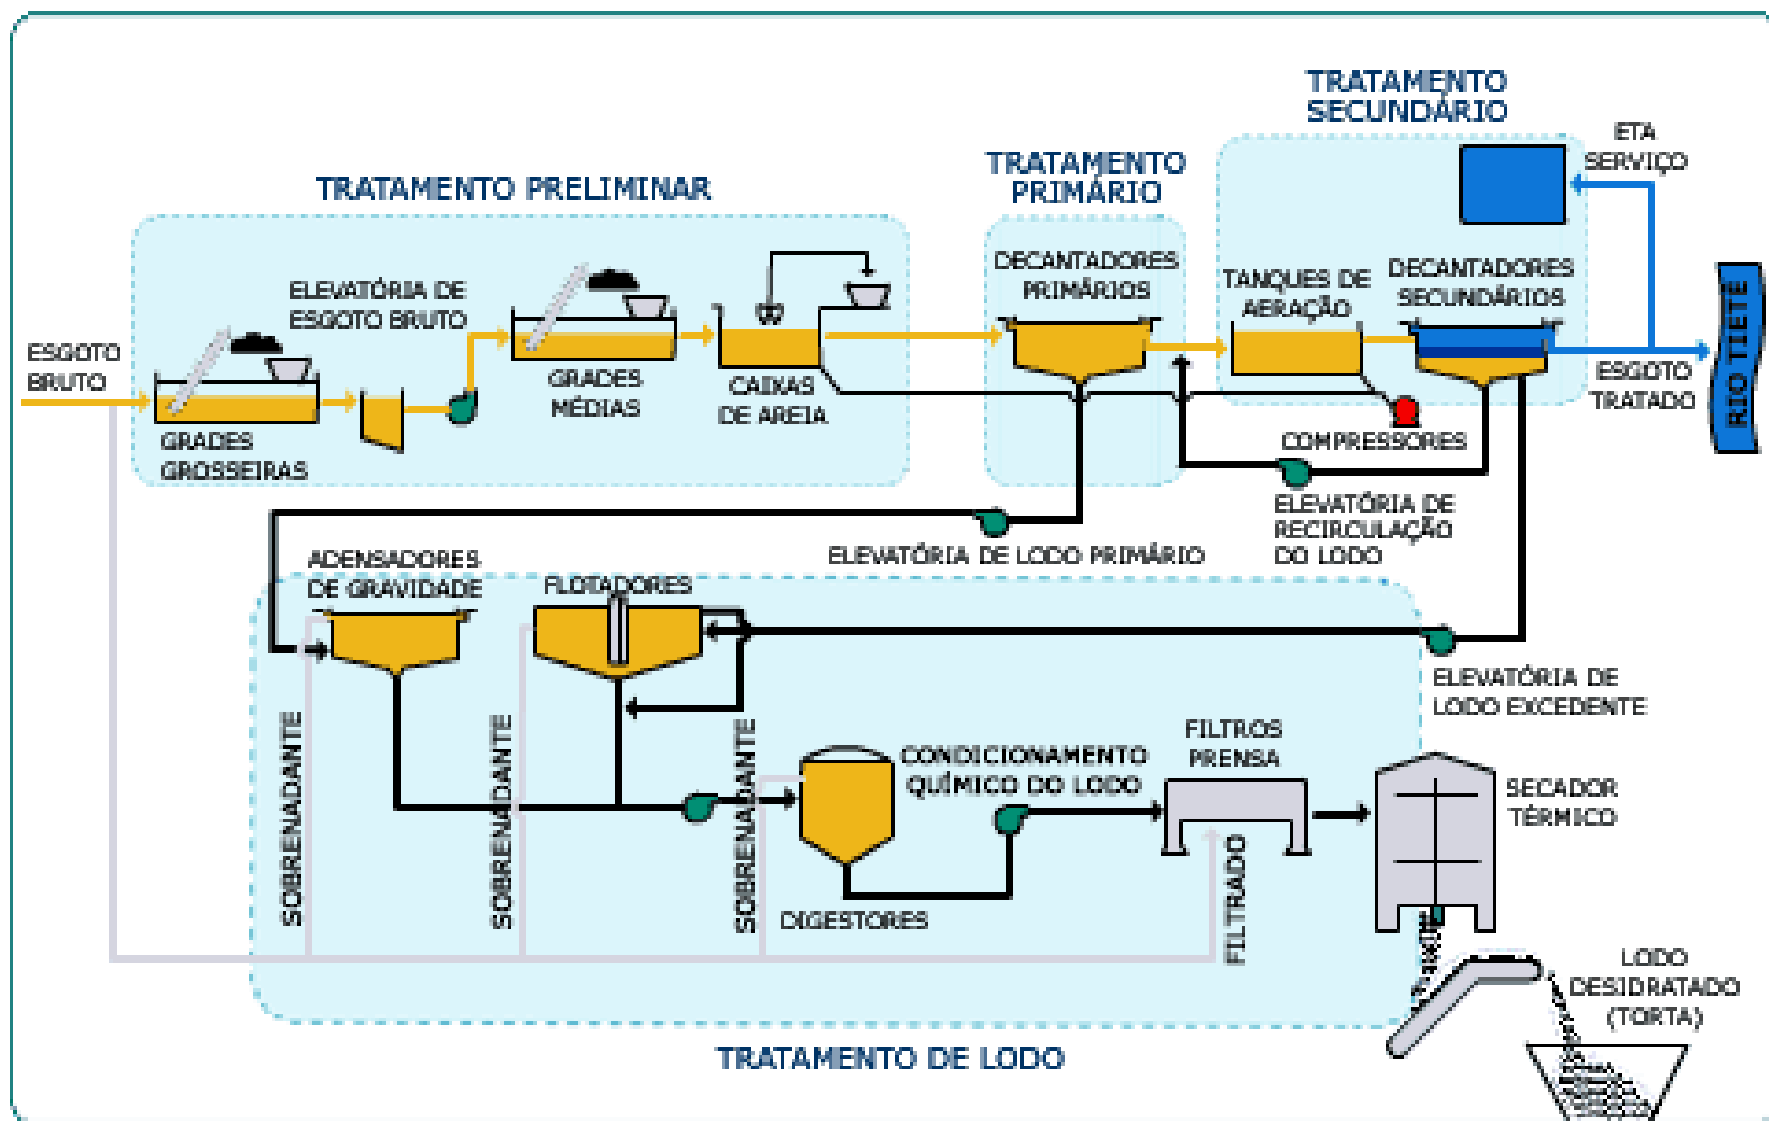 TRATAMENTO
SECUNDÁRIO
ETA
SERVIÇO
TRATAMENTO
PRIMÁRIO
TRATAMENTO PRELIMINAR
DECANTADORES
PRIMÁRIOS
TANQUES DE
AERAÇÃO
DECANTADORES
SECUNDÁRIOS
ELEVATÓRIA DE
ESGOTO BRUTO
ESGOTO
BRUTO
GRADES
MÉDIAS
CAIXAS
DE AREIA
ESGOTO
TRATADO
RIO TIETÊ
GRADES
GROSSEIRAS
COMPRESSORES
ELEVATÓRIA DE
RECIRCULAÇÃO
DO LODO
ELEVATÓRIA DE LODO PRIMÁRIO
ADENSADORES
DE GRAVIDADE
FLOTADORES
ELEVATÓRIA DE
LODO EXCEDENTE
SOBRENADANTE
SOBRENADANTE
SOBRENADANTE
CONDICIONAMENTO
QUÍMICO DO LODO
FILTROS
PRENSA
SECADOR
TÉRMICO
DIGESTORES
FILTRADO
LODO
DESIDRATADO
(TORTA)
TRATAMENTO DE LODO